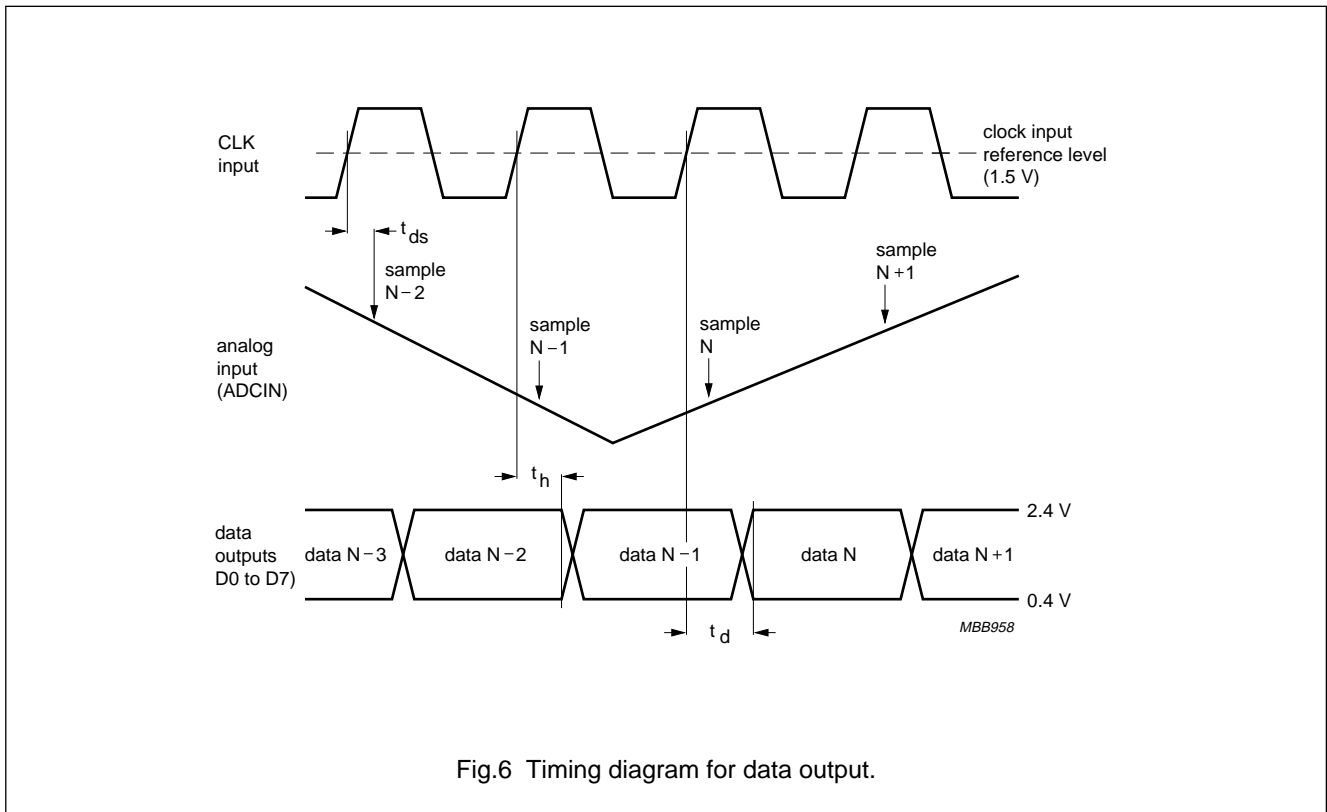 CLK
input
clock input
reference level
(1.5 V)
t ds
sample
N−2
sample
N+1
sample
N−1
sample
N
analog
input
(ADCIN)
t h
data
outputs
D0 to D7)
data N−3
data N−2
data N−1
data N
data N+1
2.4 V
0.4 V
t d
MBB958
Fig.6 Timing diagram for data output.